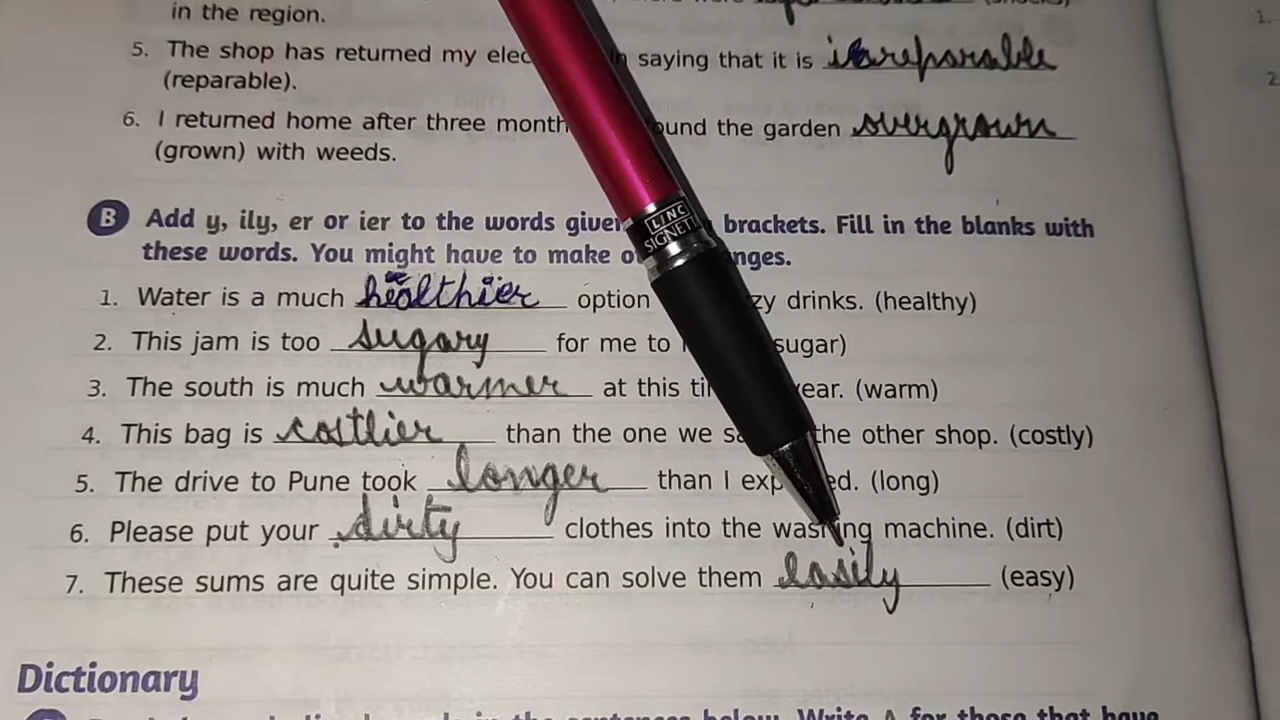 in the region.
5. The shop has returned my elec saying that it is irreparable
(reparable).
6. I returned home after three month ound the garden overgrown
(grown) with weeds.
B Add y, ily, er or ier to the words given brackets. Fill in the blanks with
these words. You might have to make o nges.
1. Water is a much healthier option zy drinks. (healthy)
2. This jam is too sugary for me to sugar)
3. The south is much warmer at this ti ear. (warm)
4. This bag is costlier than the one we sa the other shop. (costly)
5. The drive to Pune took longer than I exp ed. (long)
6. Please put your dirty clothes into the washing machine. (dirt)
7. These sums are quite simple. You can solve them easily (easy)
LINC
SIGNETT
Dictionary
1.
2